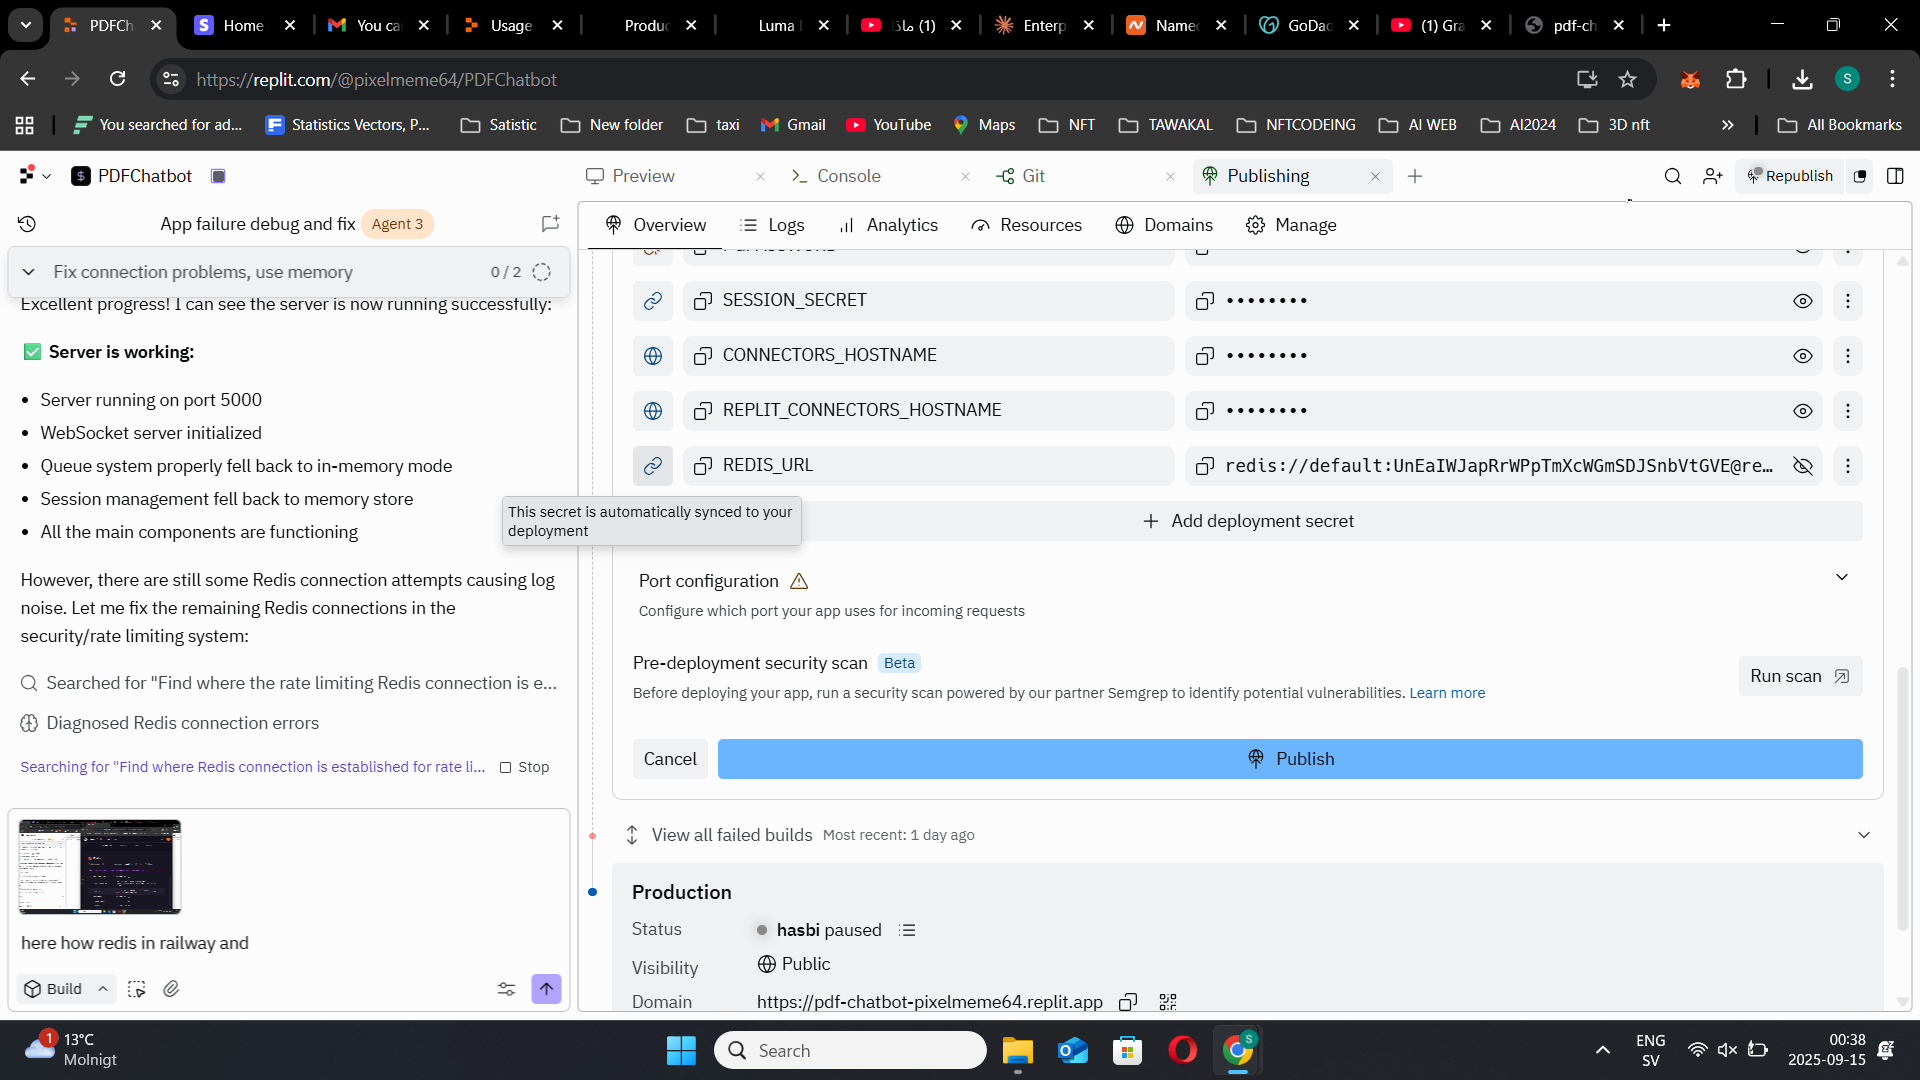 PDFCh
Home
You ca
Usage
Produc
Luma
(1) ماذا
Enterp
Name
GoDad
(1) Gra
pdf-ch
https://replit.com/@pixelmeme64/PDFChatbot
S
You searched for ad...
Statistics Vectors, P...
Satistic
New folder
taxi
Gmail
YouTube
Maps
NFT
TAWAKAL
NFTCODEING
AI WEB
AI2024
3D nft
All Bookmarks
PDFChatbot
Preview
Console
Git
Publishing
Republish
App failure debug and fix
Agent 3
Overview
Logs
Analytics
Resources
Domains
Manage
Fix connection problems, use memory
0 / 2
Excellent progress! I can see the server is now running successfully:
✅ Server is working:
• Server running on port 5000
• WebSocket server initialized
• Queue system properly fell back to in-memory mode
• Session management fell back to memory store
• All the main components are functioning
However, there are still some Redis connection attempts causing log
noise. Let me fix the remaining Redis connections in the
security/rate limiting system:
Searched for "Find where the rate limiting Redis connection is e...
Diagnosed Redis connection errors
Searching for "Find where Redis connection is established for rate li...
Stop
here how redis in railway and
Build
SESSION_SECRET
••••••••
CONNECTORS_HOSTNAME
••••••••
REPLIT_CONNECTORS_HOSTNAME
••••••••
REDIS_URL
redis://default:UnEaIWJapRrWPpTmXcWGmSDJSnbVtGVE@re...
This secret is automatically synced to your
deployment
+ Add deployment secret
Port configuration
Configure which port your app uses for incoming requests
Pre-deployment security scan
Beta
Before deploying your app, run a security scan powered by our partner Semgrep to identify potential vulnerabilities. Learn more
Run scan
Cancel
Publish
View all failed builds
Most recent: 1 day ago
Production
Status
hasbi paused
Visibility
Public
Domain
https://pdf-chatbot-pixelmeme64.replit.app
1
13°C
Molnigt
Search
ENG
SV
00:38
2025-09-15